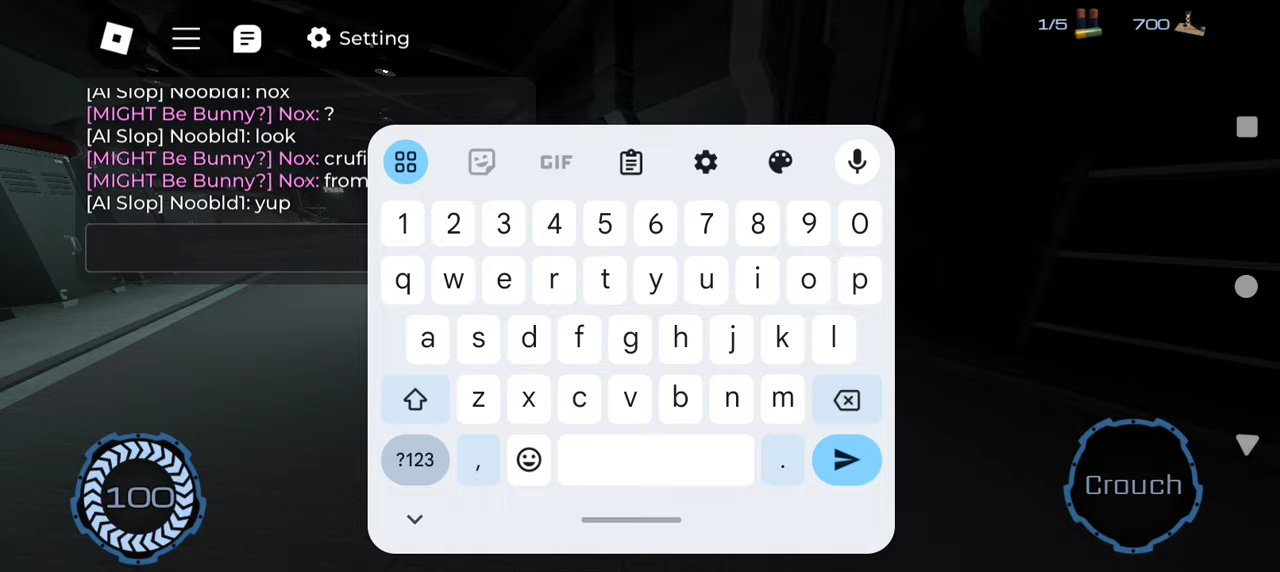 Setting
1/5
700
[AI Slop] Noobld1: nox
[MIGHT Be Bunny?] Nox: ?
[AI Slop] Noobld1: look
[MIGHT Be Bunny?] Nox: crufi
[MIGHT Be Bunny?] Nox: from
[AI Slop] Noobld1: yup
GIF
1 2 3 4 5 6 7 8 9 0
q w e r t y u i o p
a s d f g h j k l
z x c v b n m
?123 , .
100
Crouch